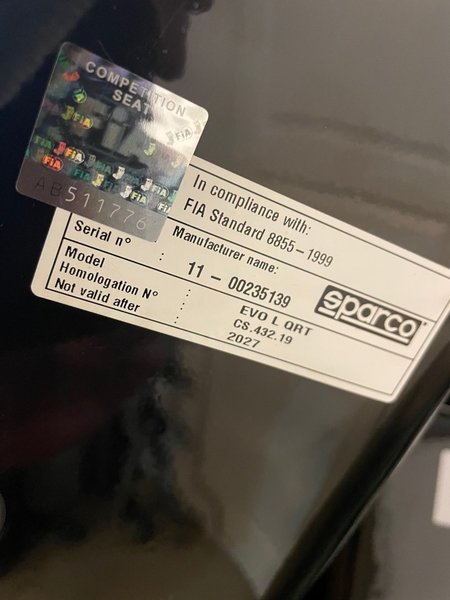 COMPETITION
SEAT
FIA
AB511776
In compliance with:
FIA Standard 8855-1999
Manufacturer name:
sparco
Serial n° : 11 - 00235139
Model : EVO L QRT
Homologation N° : CS.432.19
Not valid after : 2027